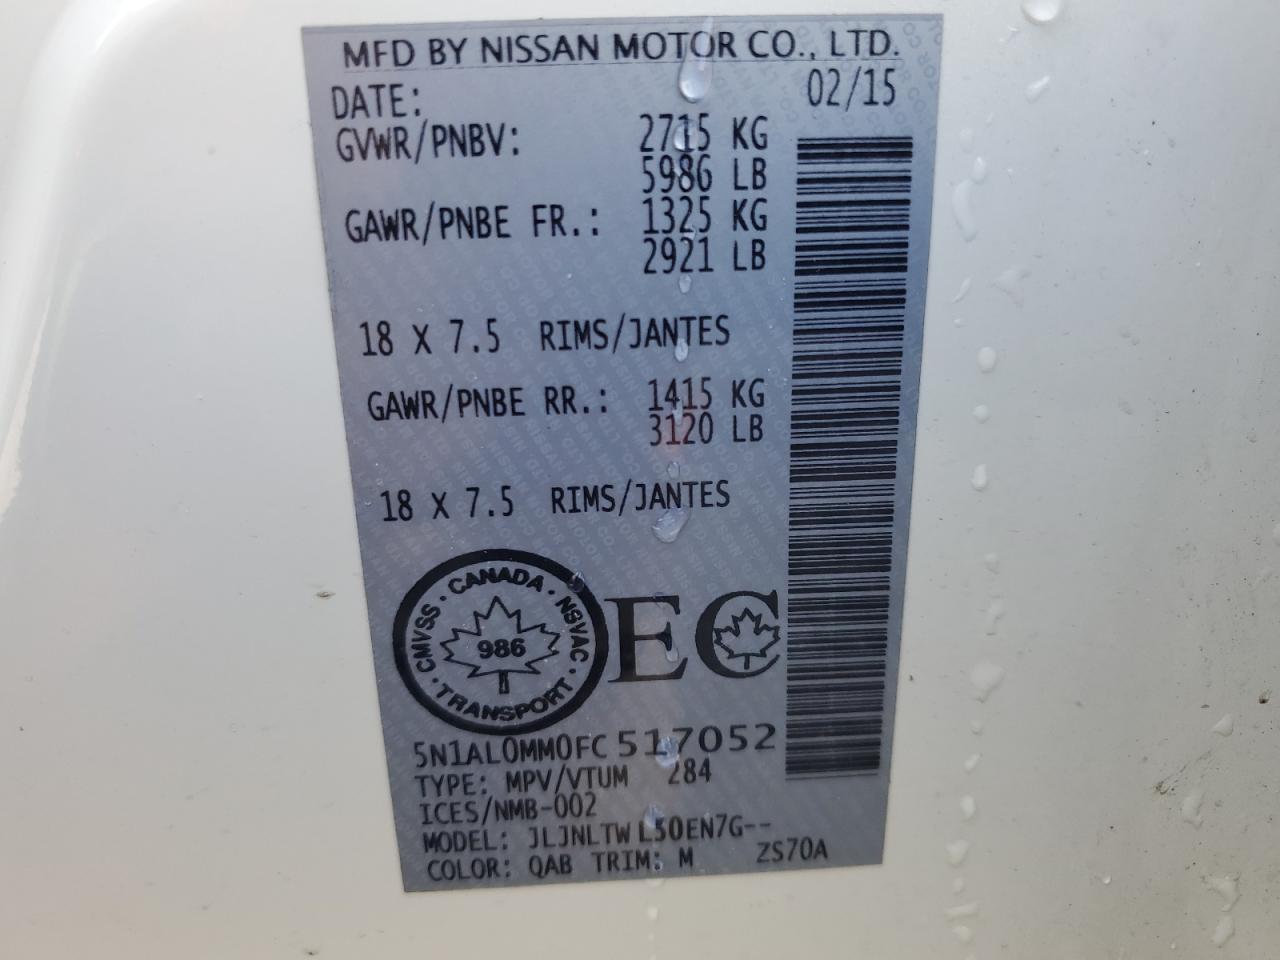 MFD BY NISSAN MOTOR CO., LTD.
DATE: 02/15
GVWR/PNBV: 2715 KG
5986 LB
GAWR/PNBE FR.: 1325 KG
2921 LB
18 X 7.5 RIMS/JANTES
GAWR/PNBE RR.: 1415 KG
3120 LB
18 X 7.5 RIMS/JANTES
CANADA · NSVAC · TRANSPORT · CMVSS ·
986
EC
5N1AL0MM0FC517052
TYPE: MPV/VTUM 284
ICES/NMB-002
MODEL: JLJNLTWL50EN7G--
COLOR: QAB TRIM: M ZS70A